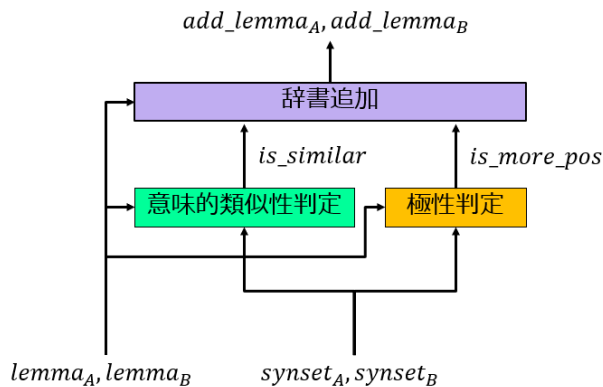 add_lemma_A, add_lemma_B
辞書追加
is_similar
is_more_pos
意味的類似性判定
極性判定
lemma_A, lemma_B
synset_A, synset_B